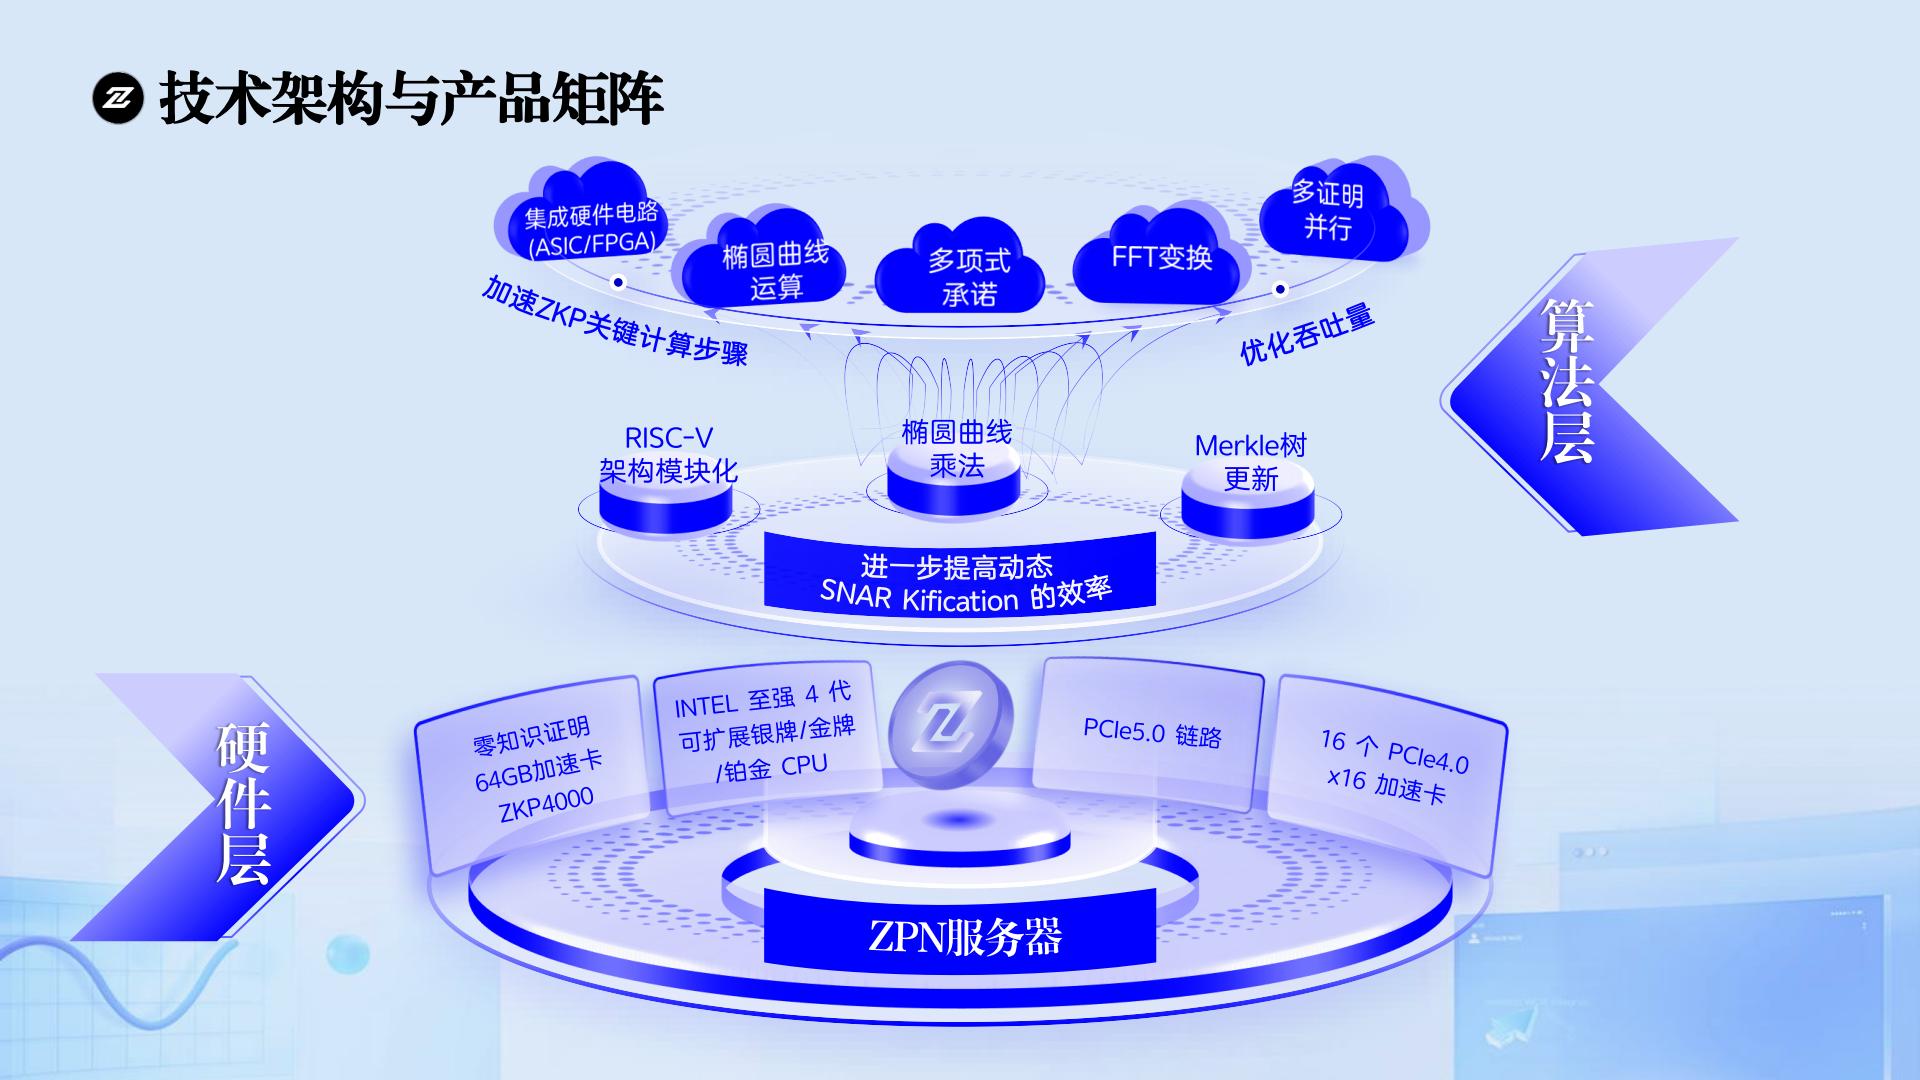 技术架构与产品矩阵
集成硬件电路
(ASIC/FPGA)
椭圆曲线
运算
多项式
承诺
FFT变换
多证明
并行
加速ZKP关键计算步骤
优化吞吐量
算法层
RISC-V
架构模块化
椭圆曲线
乘法
Merkle树
更新
进一步提高动态
SNAR Kification 的效率
硬件层
零知识证明
64GB加速卡
ZKP4000
INTEL 至强 4 代
可扩展银牌/金牌
/铂金 CPU
PCIe5.0 链路
16 个 PCIe4.0
x16 加速卡
ZPN服务器